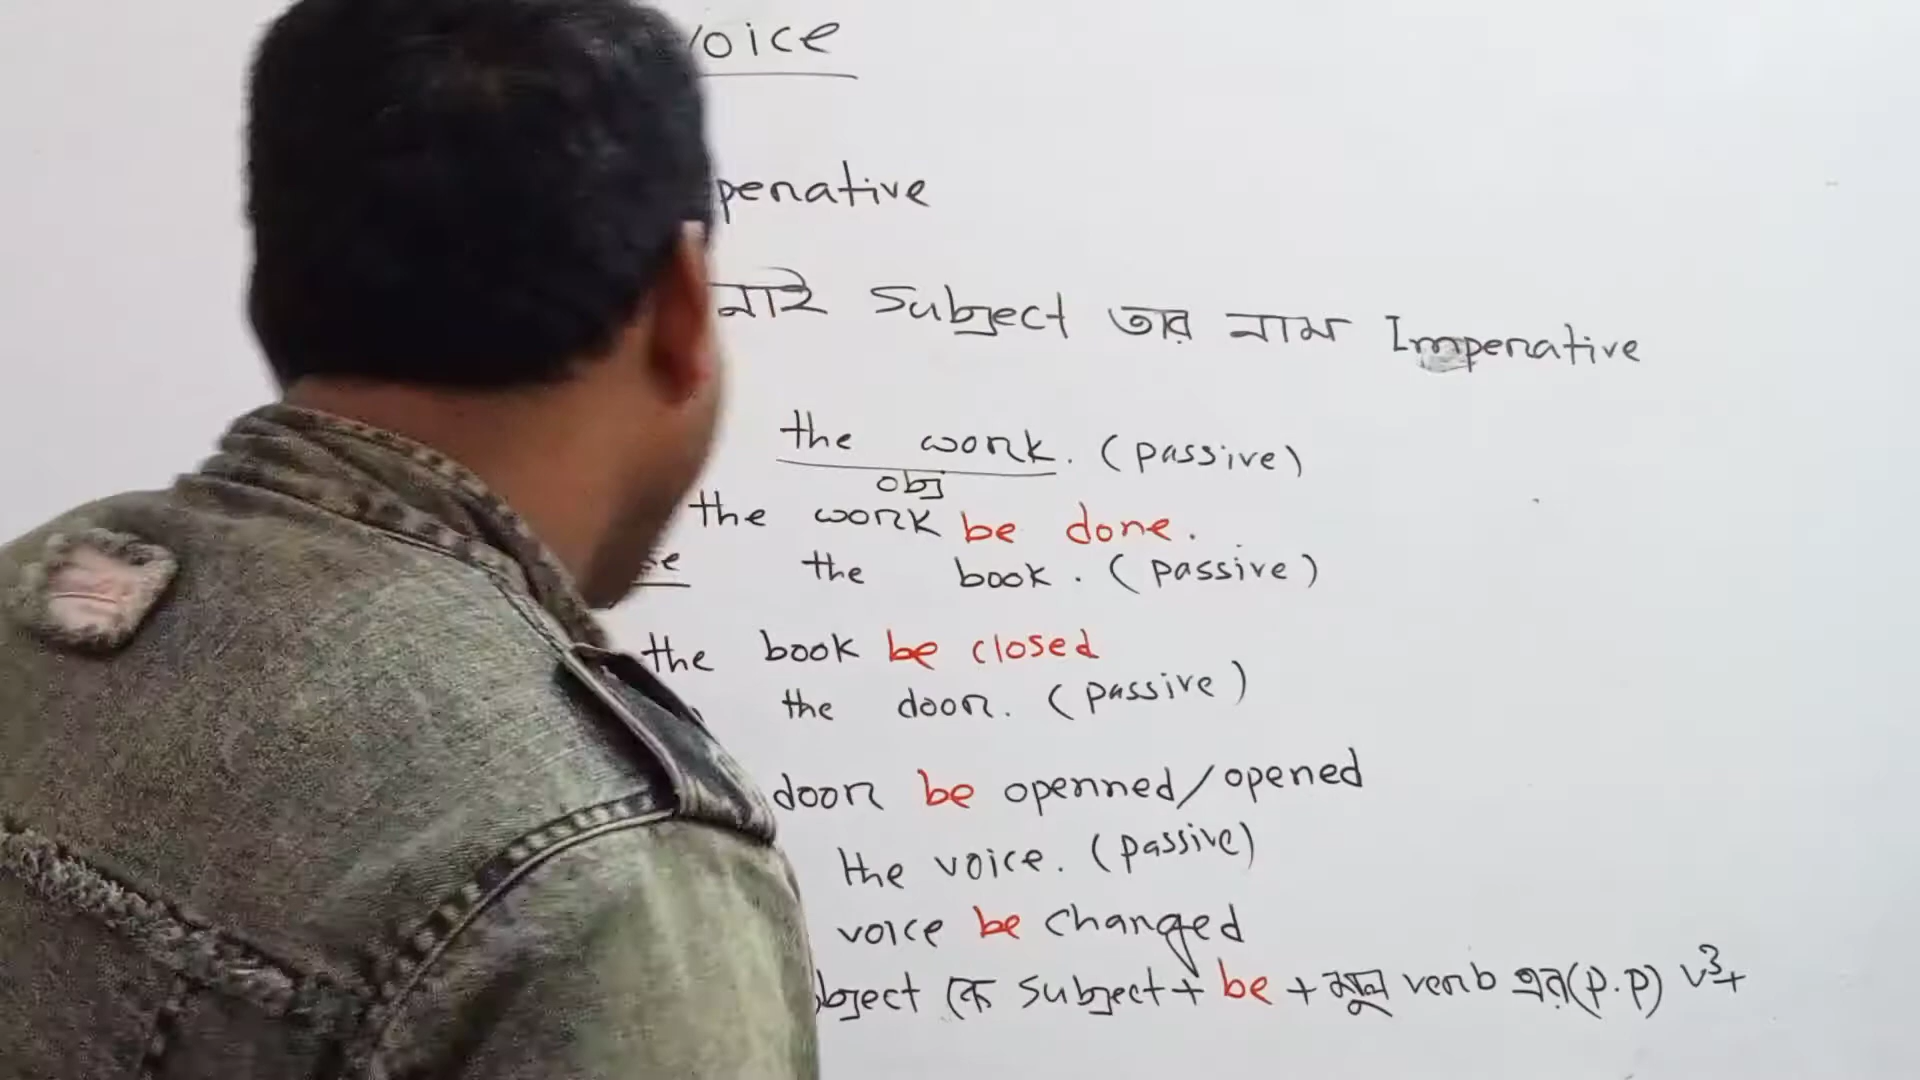 voice
perative
নাই Subject তার নাম Imperative
the work. (passive)
obj
the work be done.
se the book. (passive)
the book be closed
the door. (passive)
door be openned/opened
the voice. (passive)
voice be changed
bject কে subject + be + মূল verb এর (p.p) v3+